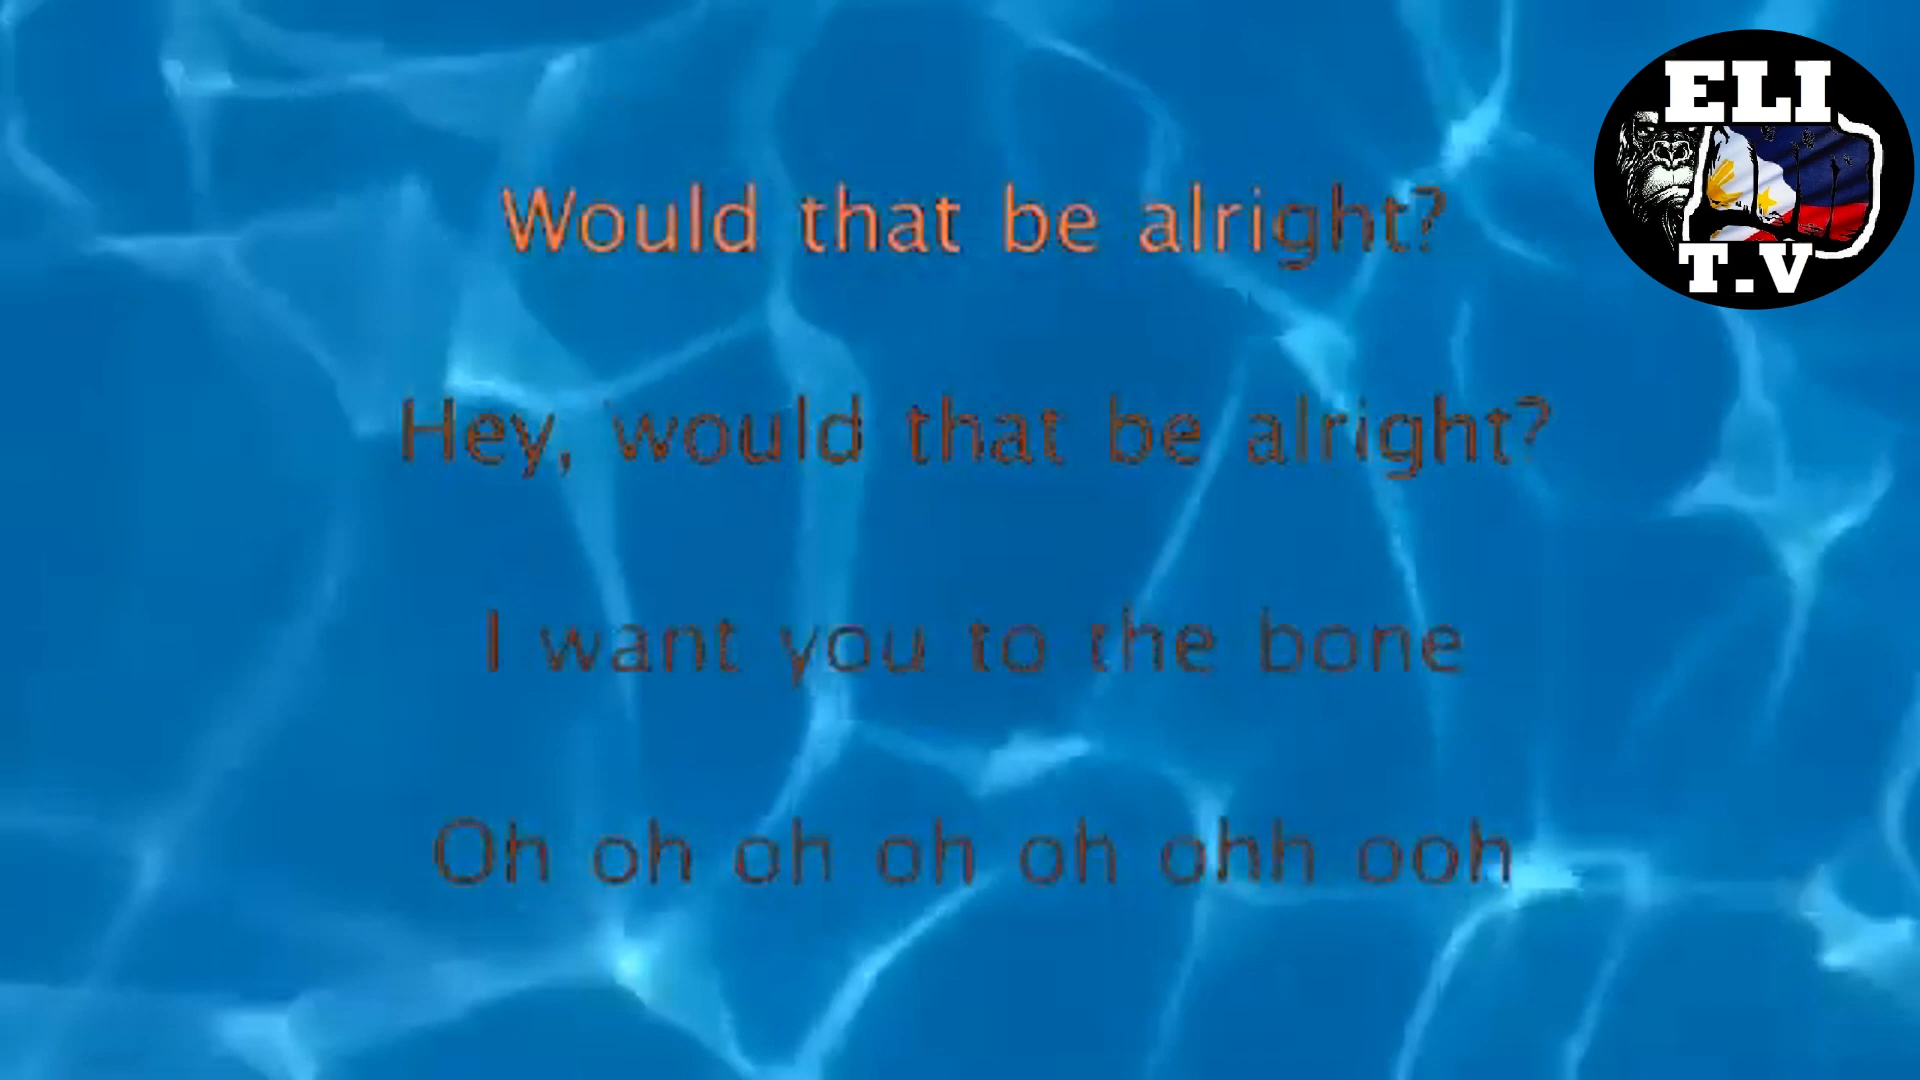 ELI
T.V
Would that be alright?
Hey, would that be alright?
I want you to the bone
Oh oh oh oh oh ohh ooh